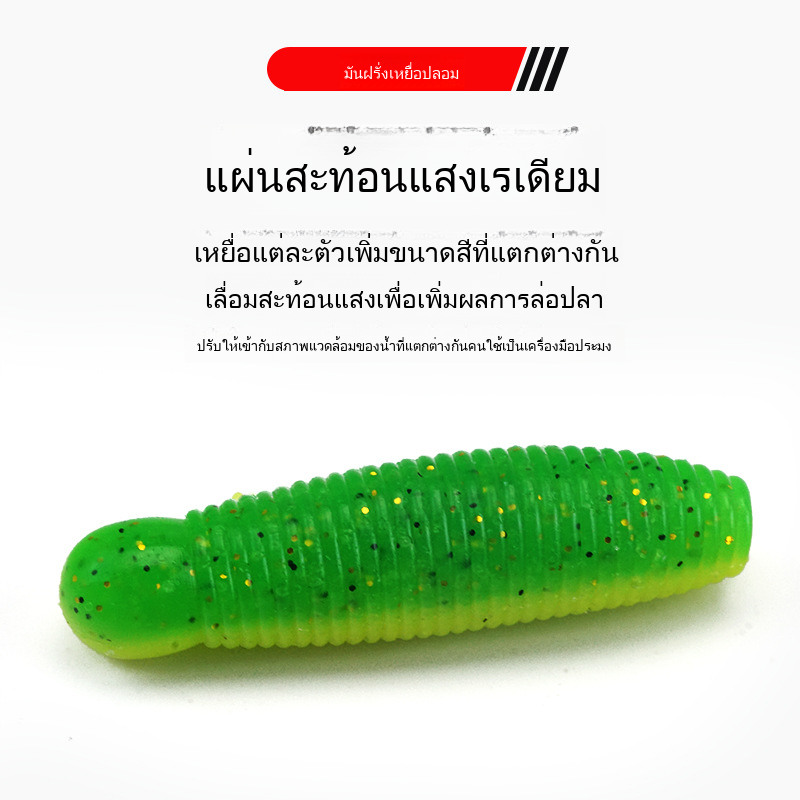 มันฝรั่งเหยื่อปลอม
แผ่นสะท้อนแสงเรเดียม
เหยื่อแต่ละตัวเพิ่มขนาดสีที่แตกต่างกัน
เลื่อมสะท้อนแสงเพื่อเพิ่มผลการล่อปลา
ปรับให้เข้ากับสภาพแวดล้อมของน้ำที่แตกต่างกันคนใช้เป็นเครื่องมือประมง